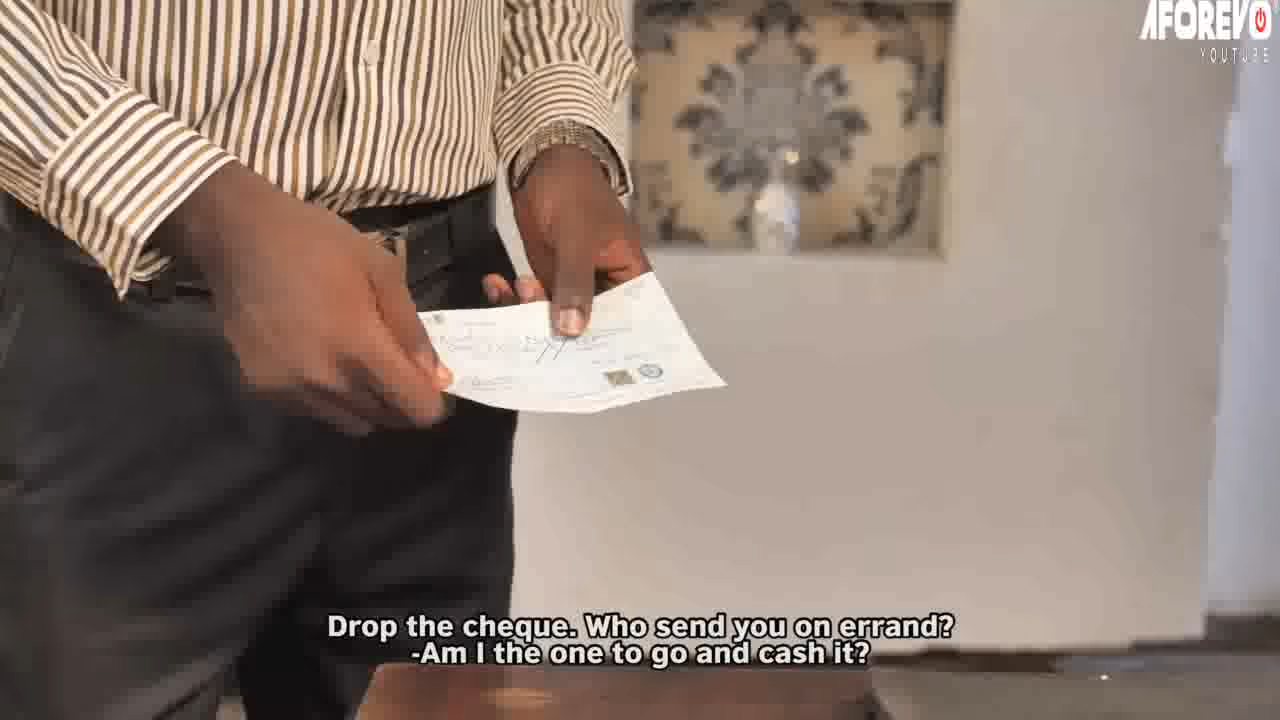 AFOREVO
YOUTUBE
Drop the cheque. Who send you on errand?
-Am I the one to go and cash it?